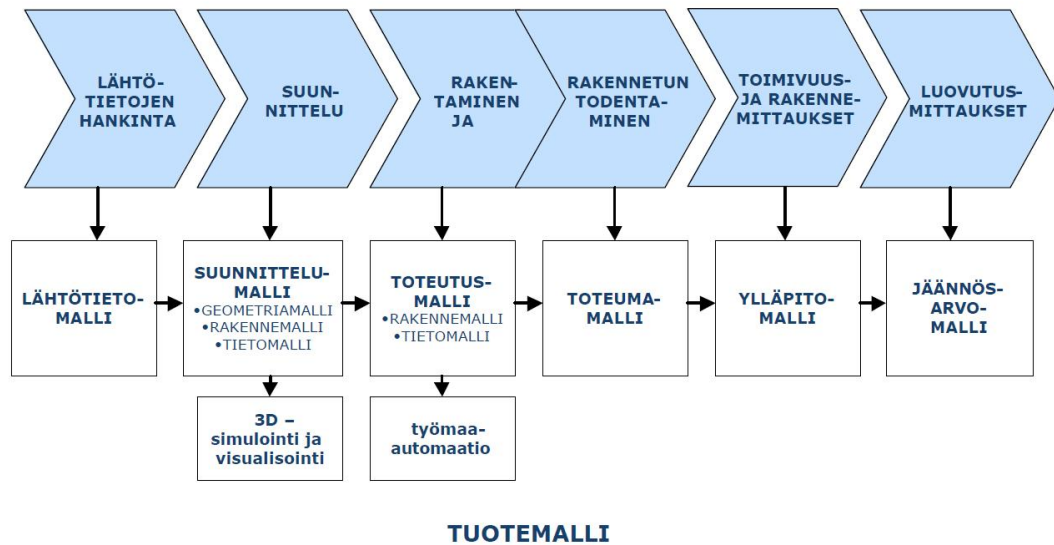 LÄHTÖ-
TIETOJEN
HANKINTA
SUUN-
NITTELU
RAKEN-
TAMINEN
JA
RAKENNETUN
TODENTA-
MINEN
TOIMIVUUS-
JA RAKENNE-
MITTAUKSET
LUOVUTUS-
MITTAUKSET
LÄHTÖTIETO-
MALLI
SUUNNITTELU-
MALLI
•GEOMETRIAMALLI
•RAKENNEMALLI
•TIETOMALLI
TOTEUTUS-
MALLI
•RAKENNEMALLI
•TIETOMALLI
TOTEUMA-
MALLI
YLLÄPITO-
MALLI
JÄÄNNÖS-
ARVO-
MALLI
3D –
simulointi ja
visualisointi
työmaa-
automaatio
TUOTEMALLI